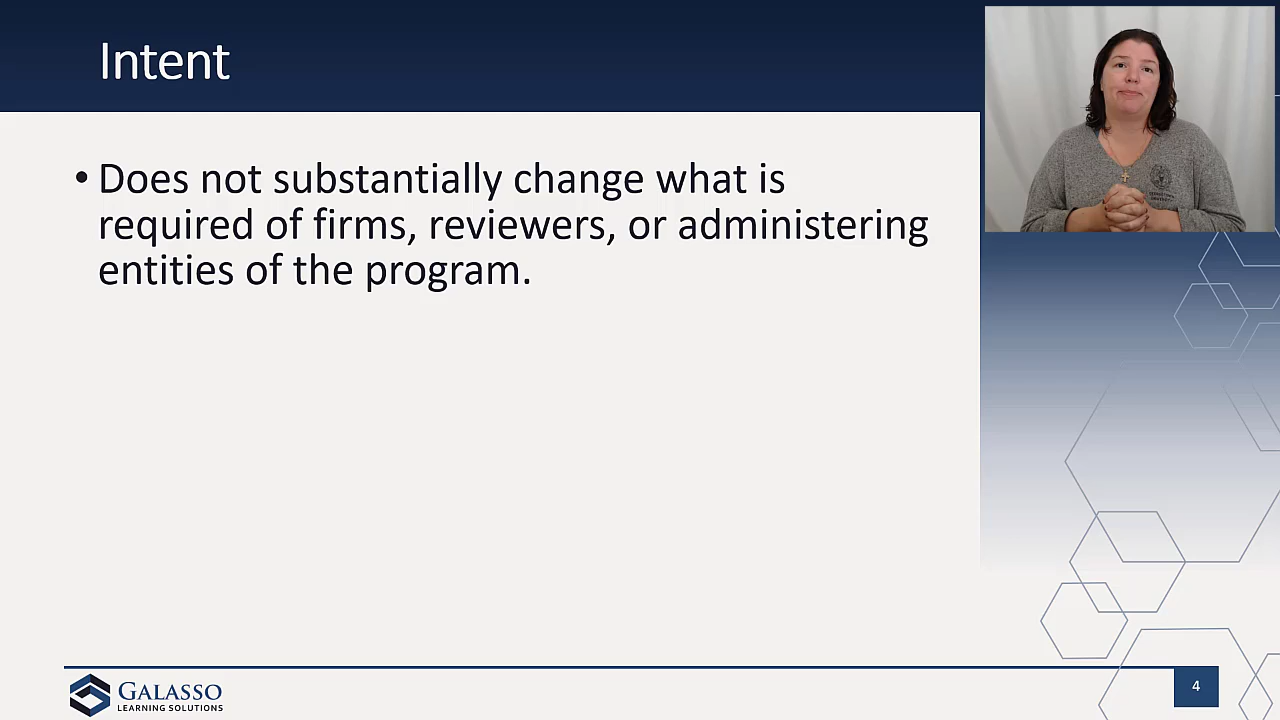 Intent
• Does not substantially change what is
required of firms, reviewers, or administering
entities of the program.
GALASSO
LEARNING SOLUTIONS
4